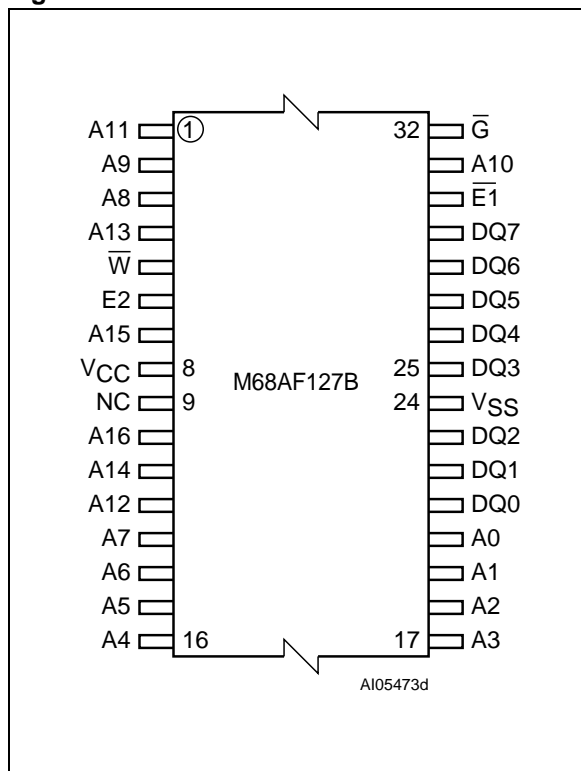 A11 1 32 G̅
A9 A10
A8 E̅1̅
A13 DQ7
W̅ DQ6
E2 DQ5
A15 DQ4
VCC 8 25 DQ3
M68AF127B
NC 9 24 VSS
A16 DQ2
A14 DQ1
A12 DQ0
A7 A0
A6 A1
A5 A2
A4 16 17 A3
AI05473d